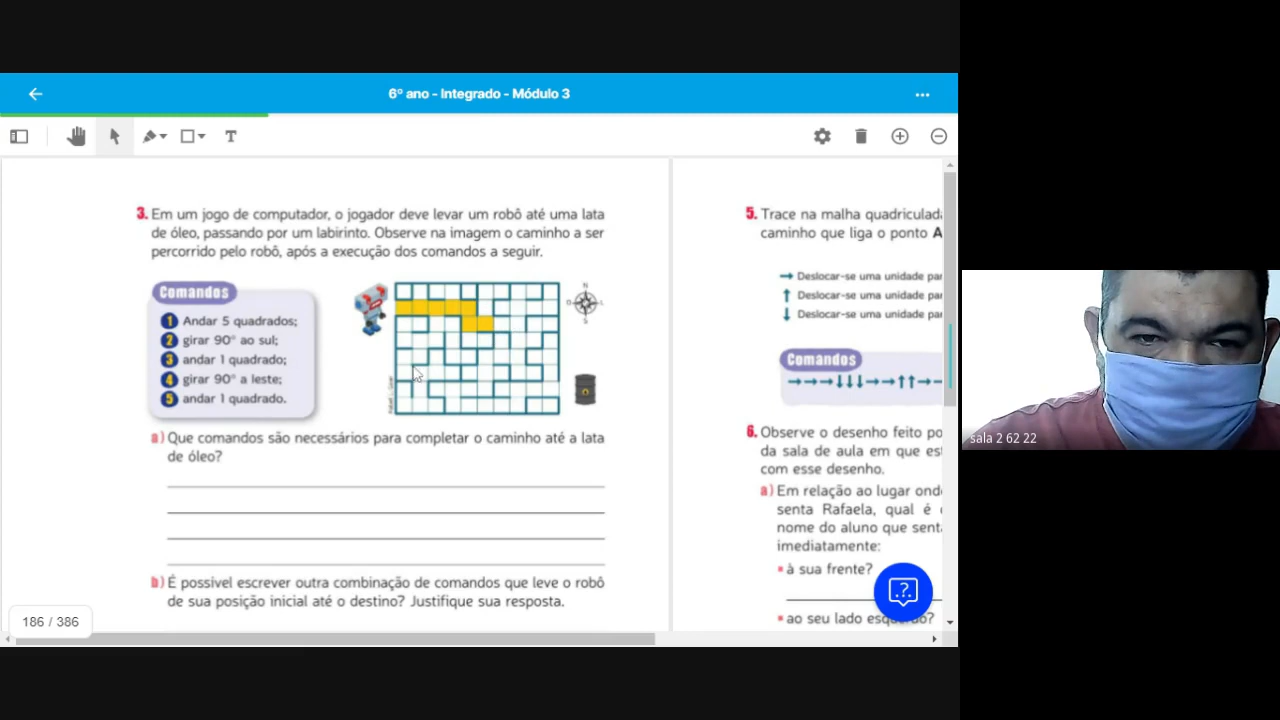 6º ano - Integrado - Módulo 3
T
3. Em um jogo de computador, o jogador deve levar um robô até uma lata
de óleo, passando por um labirinto. Observe na imagem o caminho a ser
percorrido pelo robô, após a execução dos comandos a seguir.
Comandos
1 Andar 5 quadrados;
2 girar 90° ao sul;
3 andar 1 quadrado;
4 girar 90° a leste;
5 andar 1 quadrado.
N
O L
S
a) Que comandos são necessários para completar o caminho até a lata
de óleo?
b) É possível escrever outra combinação de comandos que leve o robô
de sua posição inicial até o destino? Justifique sua resposta.
186 / 386
5. Trace na malha quadriculada
caminho que liga o ponto A
→ Deslocar-se uma unidade par
↑ Deslocar-se uma unidade par
↓ Deslocar-se uma unidade par
Comandos
→→→↓↓↓→→↑↑→
6. Observe o desenho feito po
da sala de aula em que est
com esse desenho.
a) Em relação ao lugar onde
senta Rafaela, qual é
nome do aluno que senta
imediatamente:
▪ à sua frente?
▪ ao seu lado esquerdo?
.?.
sala 2 62 22